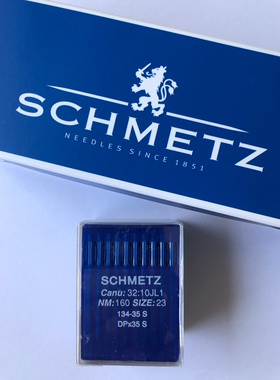 SCHMETZ
NEEDLES SINCE 1851
SCHMETZ
Canu: 32:10JL1
NM:160 SIZE:23
134-35 S
DPx35 S